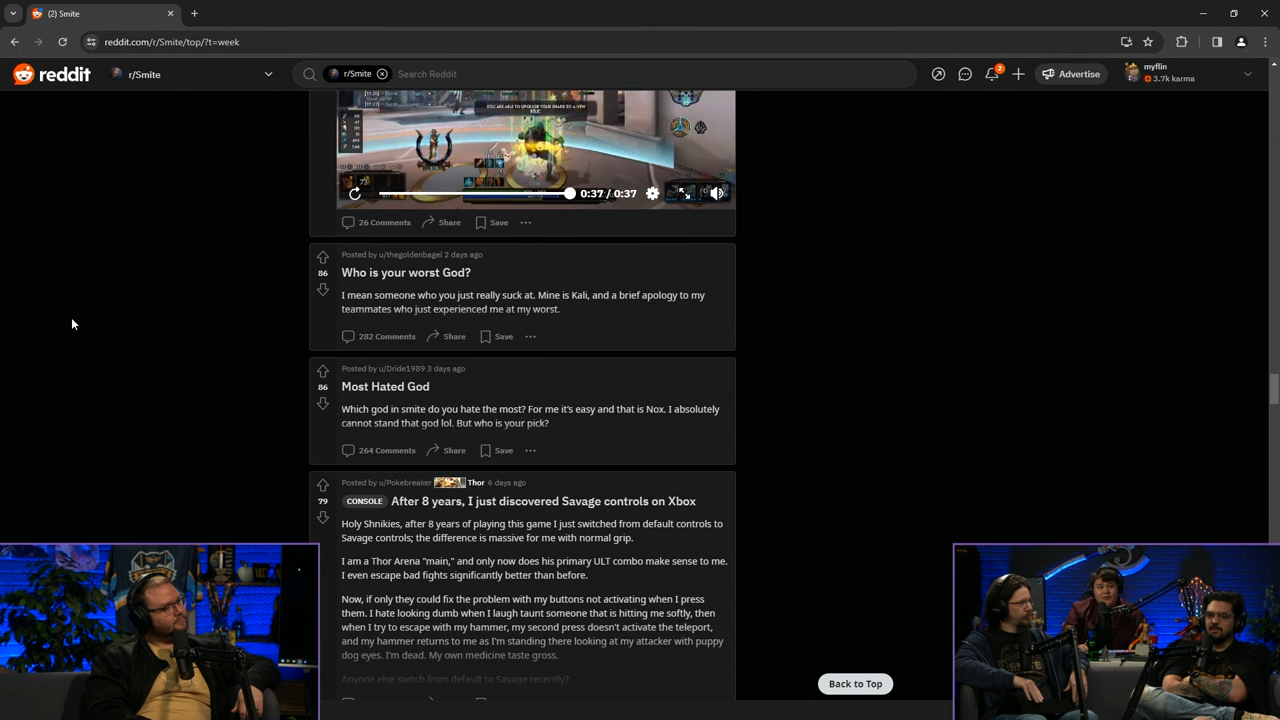 (2) Smite
reddit.com/r/Smite/top/?t=week
reddit
r/Smite
r/Smite
Search Reddit
2
Advertise
myflin
3.7k karma
YOU ARE ABLE TO UPGRADE YOUR SHARD TO A NEW
RELIC.
73
0:37 / 0:37
26 Comments
Share
Save
Posted by u/thegoldenbagel 2 days ago
86
Who is your worst God?
I mean someone who you just really suck at. Mine is Kali, and a brief apology to my
teammates who just experienced me at my worst.
282 Comments
Share
Save
Posted by u/Dride1989 3 days ago
86
Most Hated God
Which god in smite do you hate the most? For me it's easy and that is Nox. I absolutely
cannot stand that god lol. But who is your pick?
264 Comments
Share
Save
Posted by u/Pokebreaker Thor 6 days ago
79
CONSOLE After 8 years, I just discovered Savage controls on Xbox
Holy Shnikies, after 8 years of playing this game I just switched from default controls to
Savage controls; the difference is massive for me with normal grip.
I am a Thor Arena "main," and only now does his primary ULT combo make sense to me.
I even escape bad fights significantly better than before.
Now, if only they could fix the problem with my buttons not activating when I press
them. I hate looking dumb when I laugh taunt someone that is hitting me softly, then
when I try to escape with my hammer, my second press doesn't activate the teleport,
and my hammer returns to me as I'm standing there looking at my attacker with puppy
dog eyes. I'm dead. My own medicine taste gross.
Anyone else switch from default to Savage recently?
Back to Top